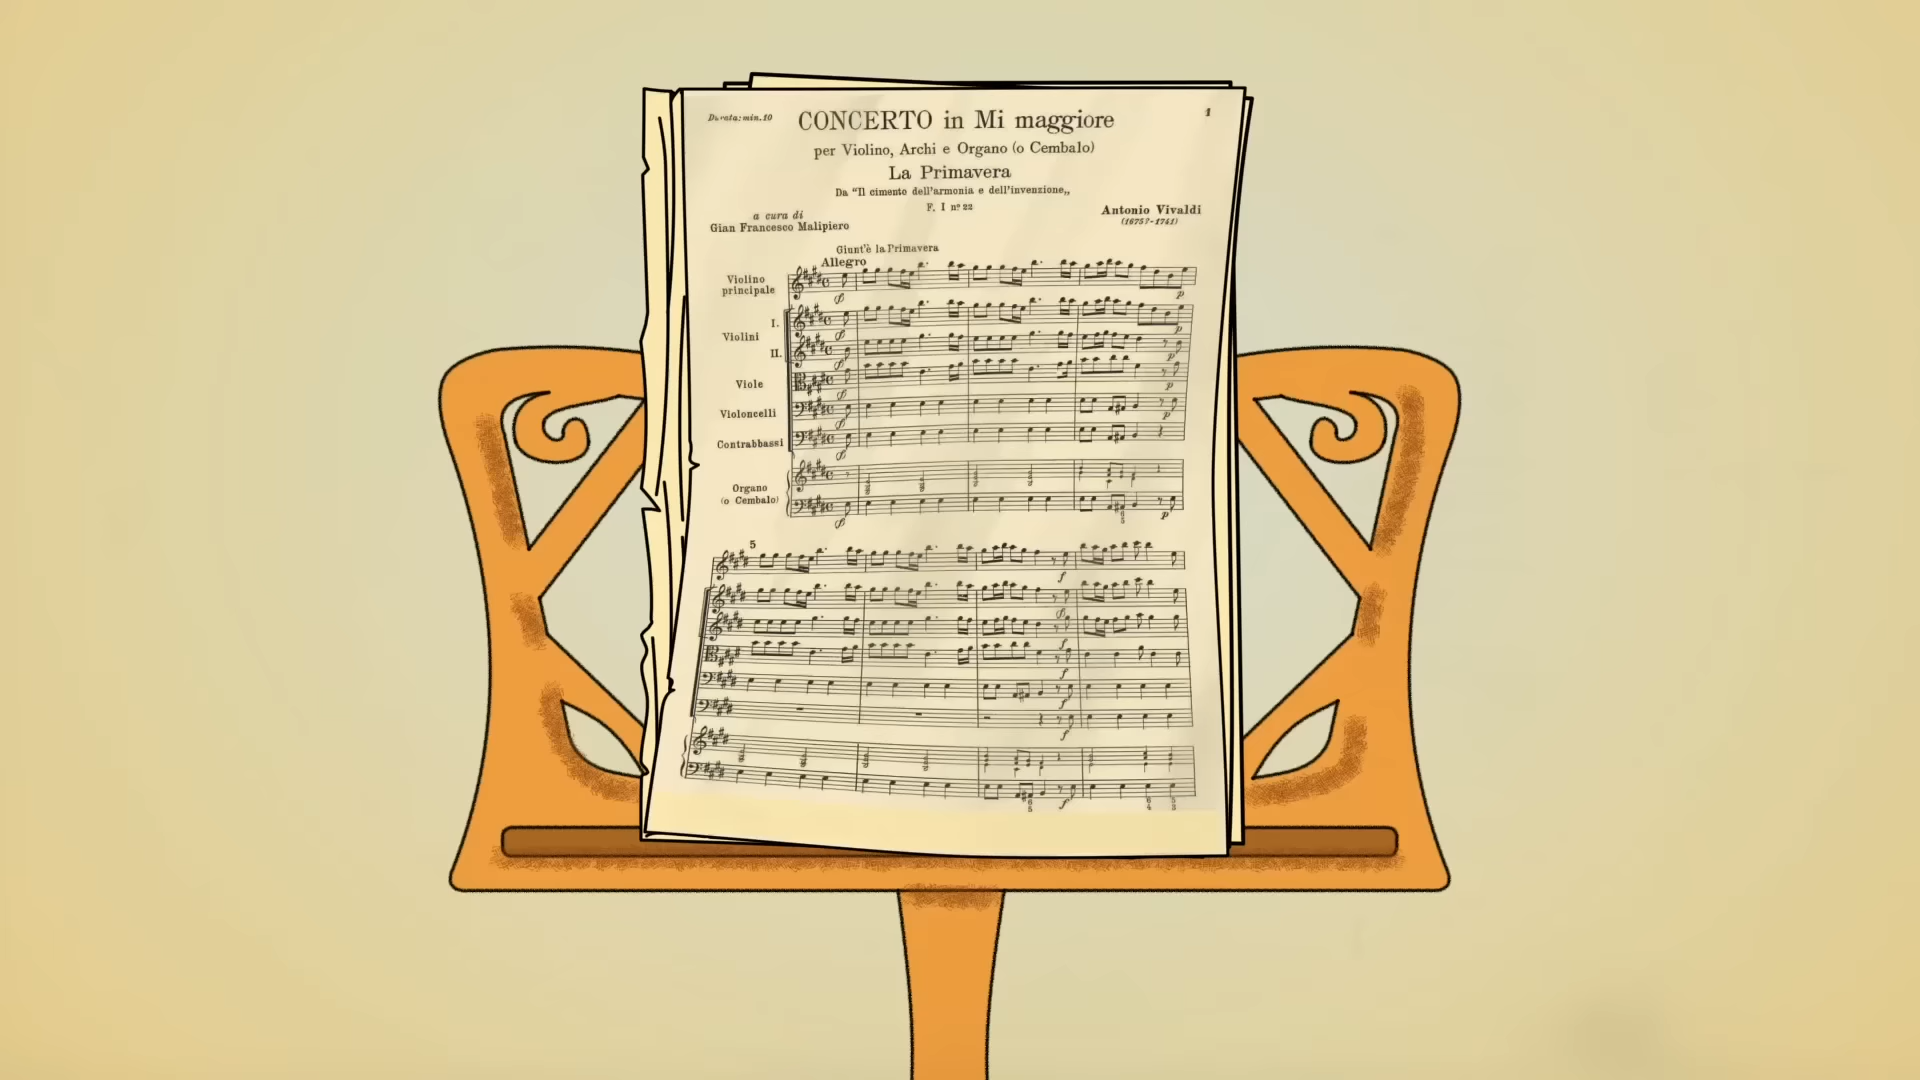 Durata: min. 10
CONCERTO in Mi maggiore
1
per Violino, Archi e Organo (o Cembalo)
La Primavera
Da "Il cimento dell'armonia e dell'invenzione„
F. I nº 22
a cura di
Gian Francesco Malipiero
Antonio Vivaldi
(1675?-1741)
Giunt'è la Primavera
Allegro
Violino
principale
Violini
I.
II.
Viole
Violoncelli
Contrabbassi
Organo
(o Cembalo)
5